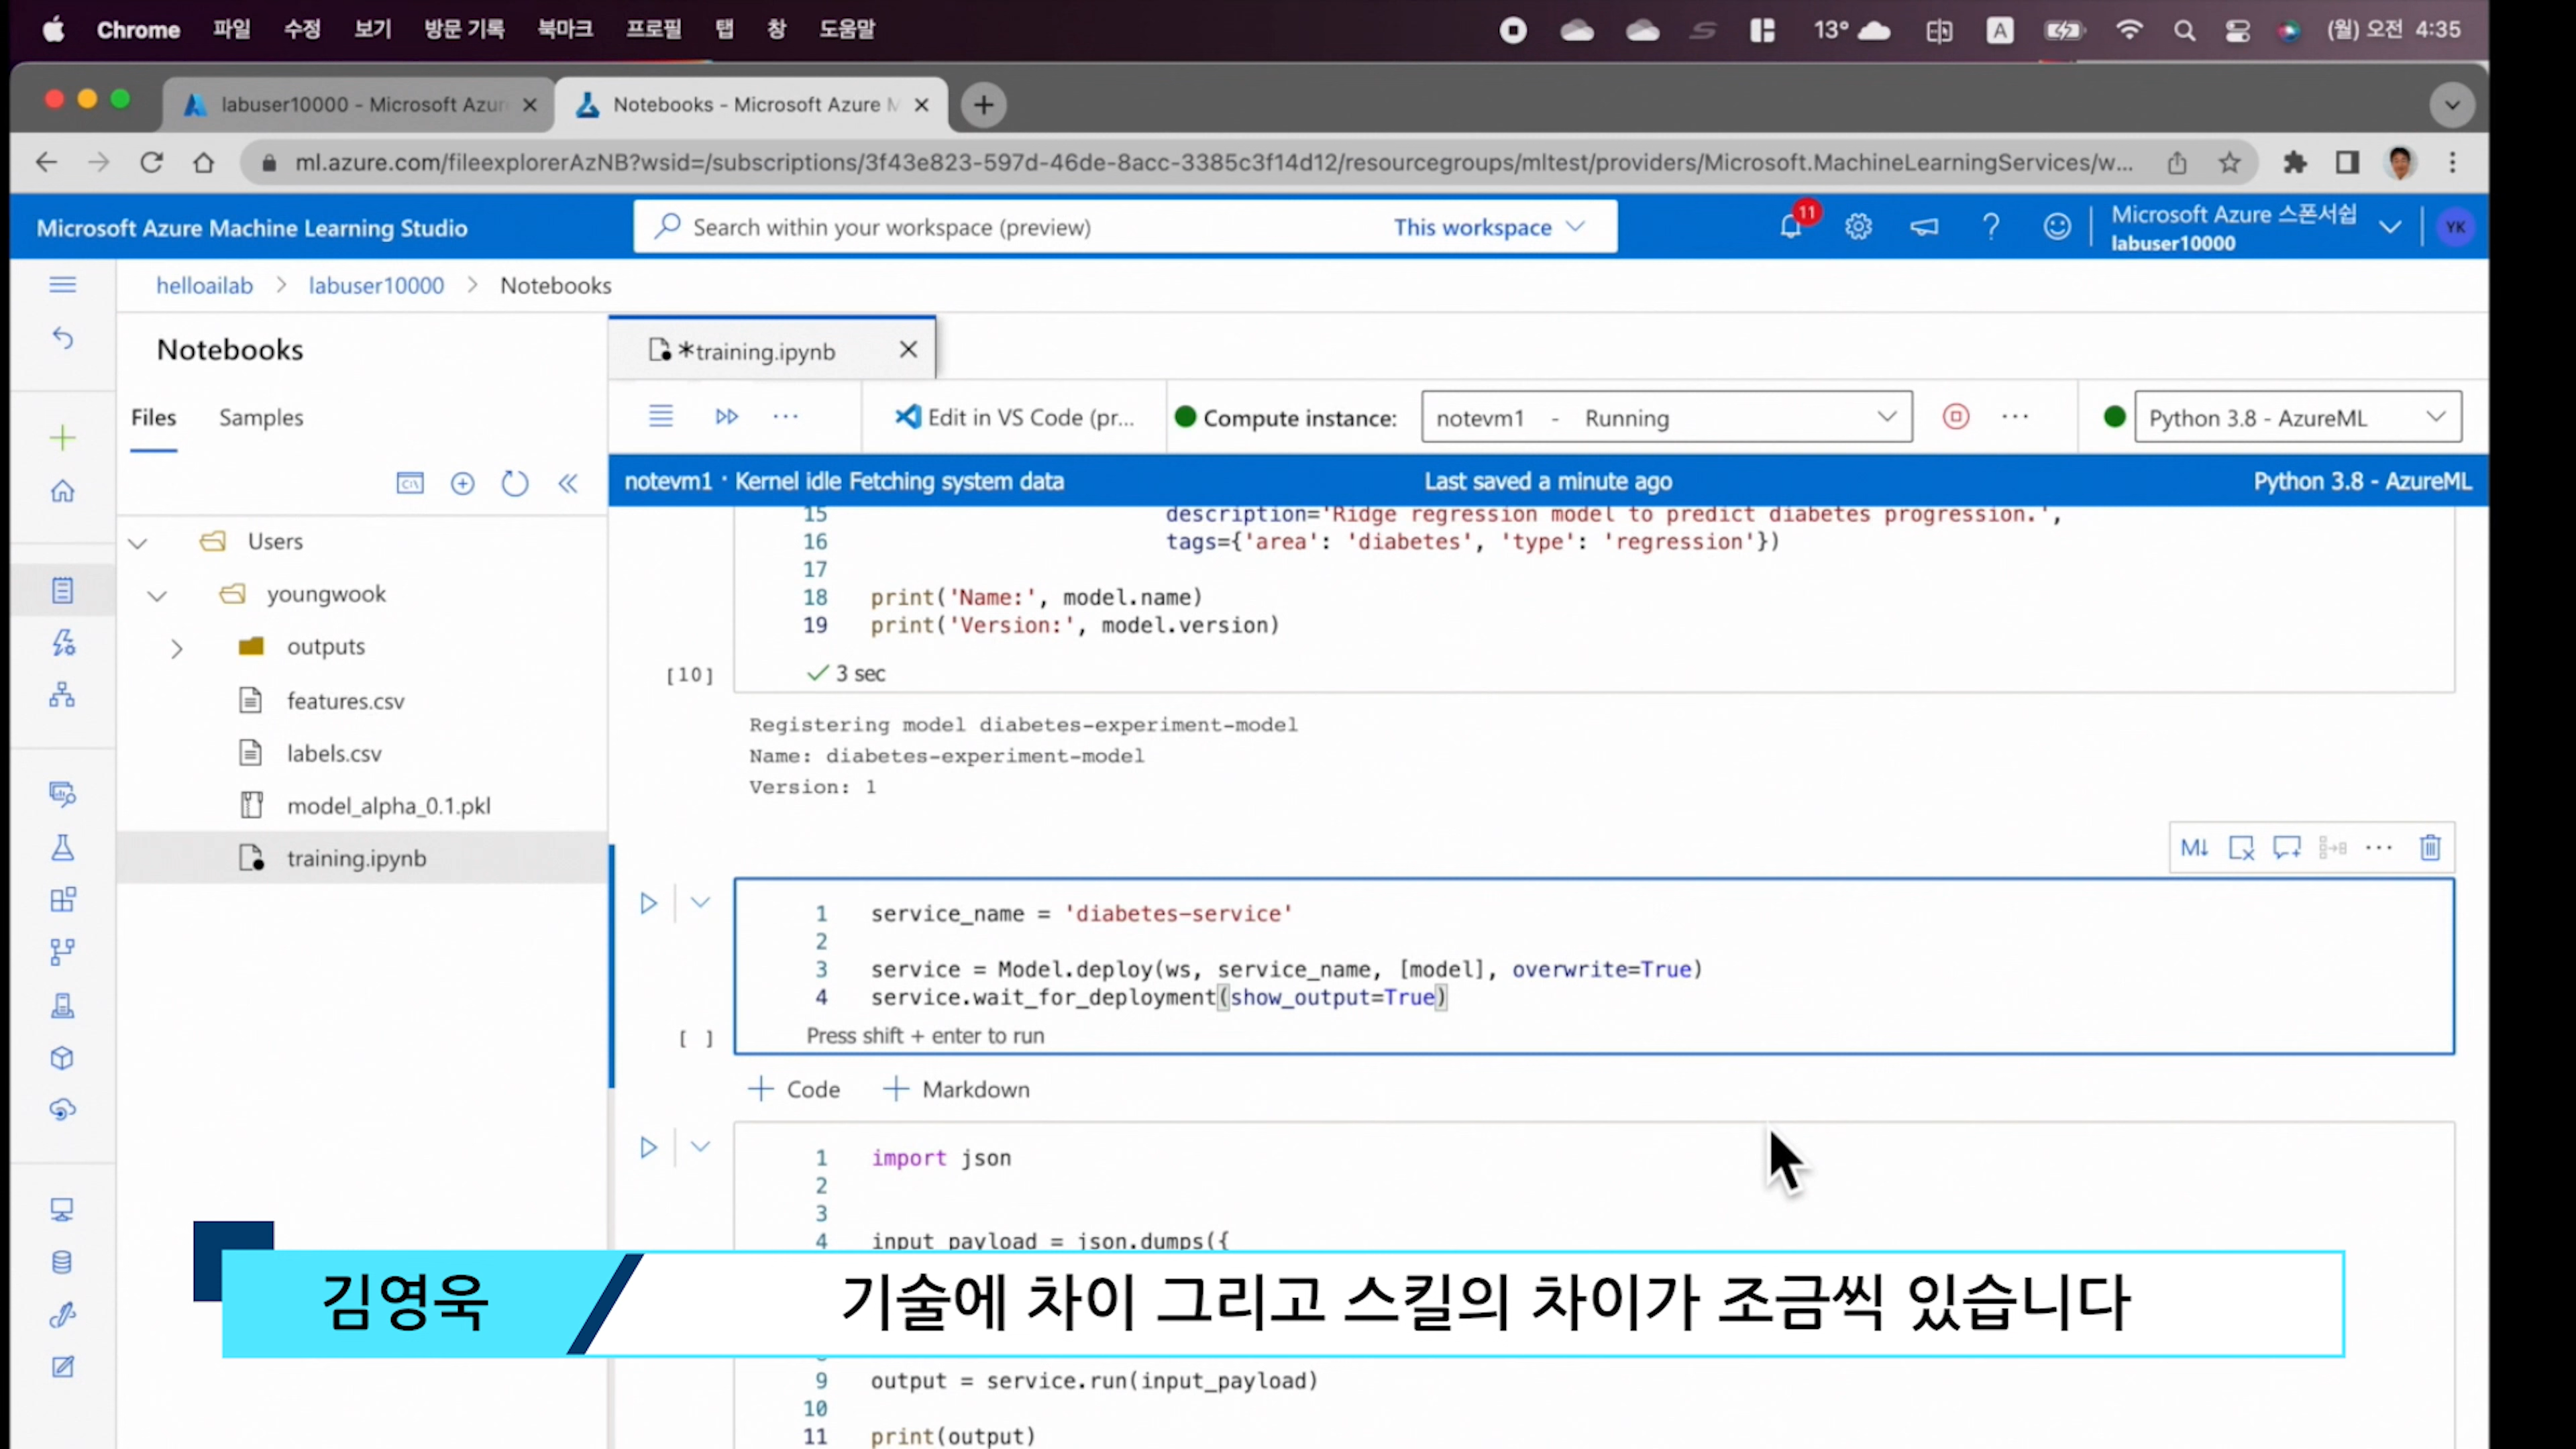 Chrome 파일 수정 보기 방문 기록 북마크 프로필 탭 창 도움말 13° A (월) 오전 4:35
labuser10000 - Microsoft Azur Notebooks - Microsoft Azure M
ml.azure.com/fileexplorerAzNB?wsid=/subscriptions/3f43e823-597d-46de-8acc-3385c3f14d12/resourcegroups/mltest/providers/Microsoft.MachineLearningServices/w...
Microsoft Azure Machine Learning Studio
Search within your workspace (preview) This workspace
11
Microsoft Azure 스폰서쉽
labuser10000
YK
helloailab > labuser10000 > Notebooks
Notebooks
Files Samples
Users
youngwook
outputs
features.csv
labels.csv
model_alpha_0.1.pkl
training.ipynb
*training.ipynb
Edit in VS Code (pr... Compute instance: notevm1 - Running Python 3.8 - AzureML
notevm1 · Kernel idle Fetching system data Last saved a minute ago Python 3.8 - AzureML
15 description='Ridge regression model to predict diabetes progression.',
16 tags={'area': 'diabetes', 'type': 'regression'})
17
18 print('Name:', model.name)
19 print('Version:', model.version)
[10] 3 sec
Registering model diabetes-experiment-model
Name: diabetes-experiment-model
Version: 1
M↓
1 service_name = 'diabetes-service'
2
3 service = Model.deploy(ws, service_name, [model], overwrite=True)
4 service.wait_for_deployment(show_output=True)
[ ] Press shift + enter to run
+ Code + Markdown
1 import json
2
3
4 input_payload = json.dumps({
김영욱 기술에 차이 그리고 스킬의 차이가 조금씩 있습니다
9 output = service.run(input_payload)
10
11 print(output)